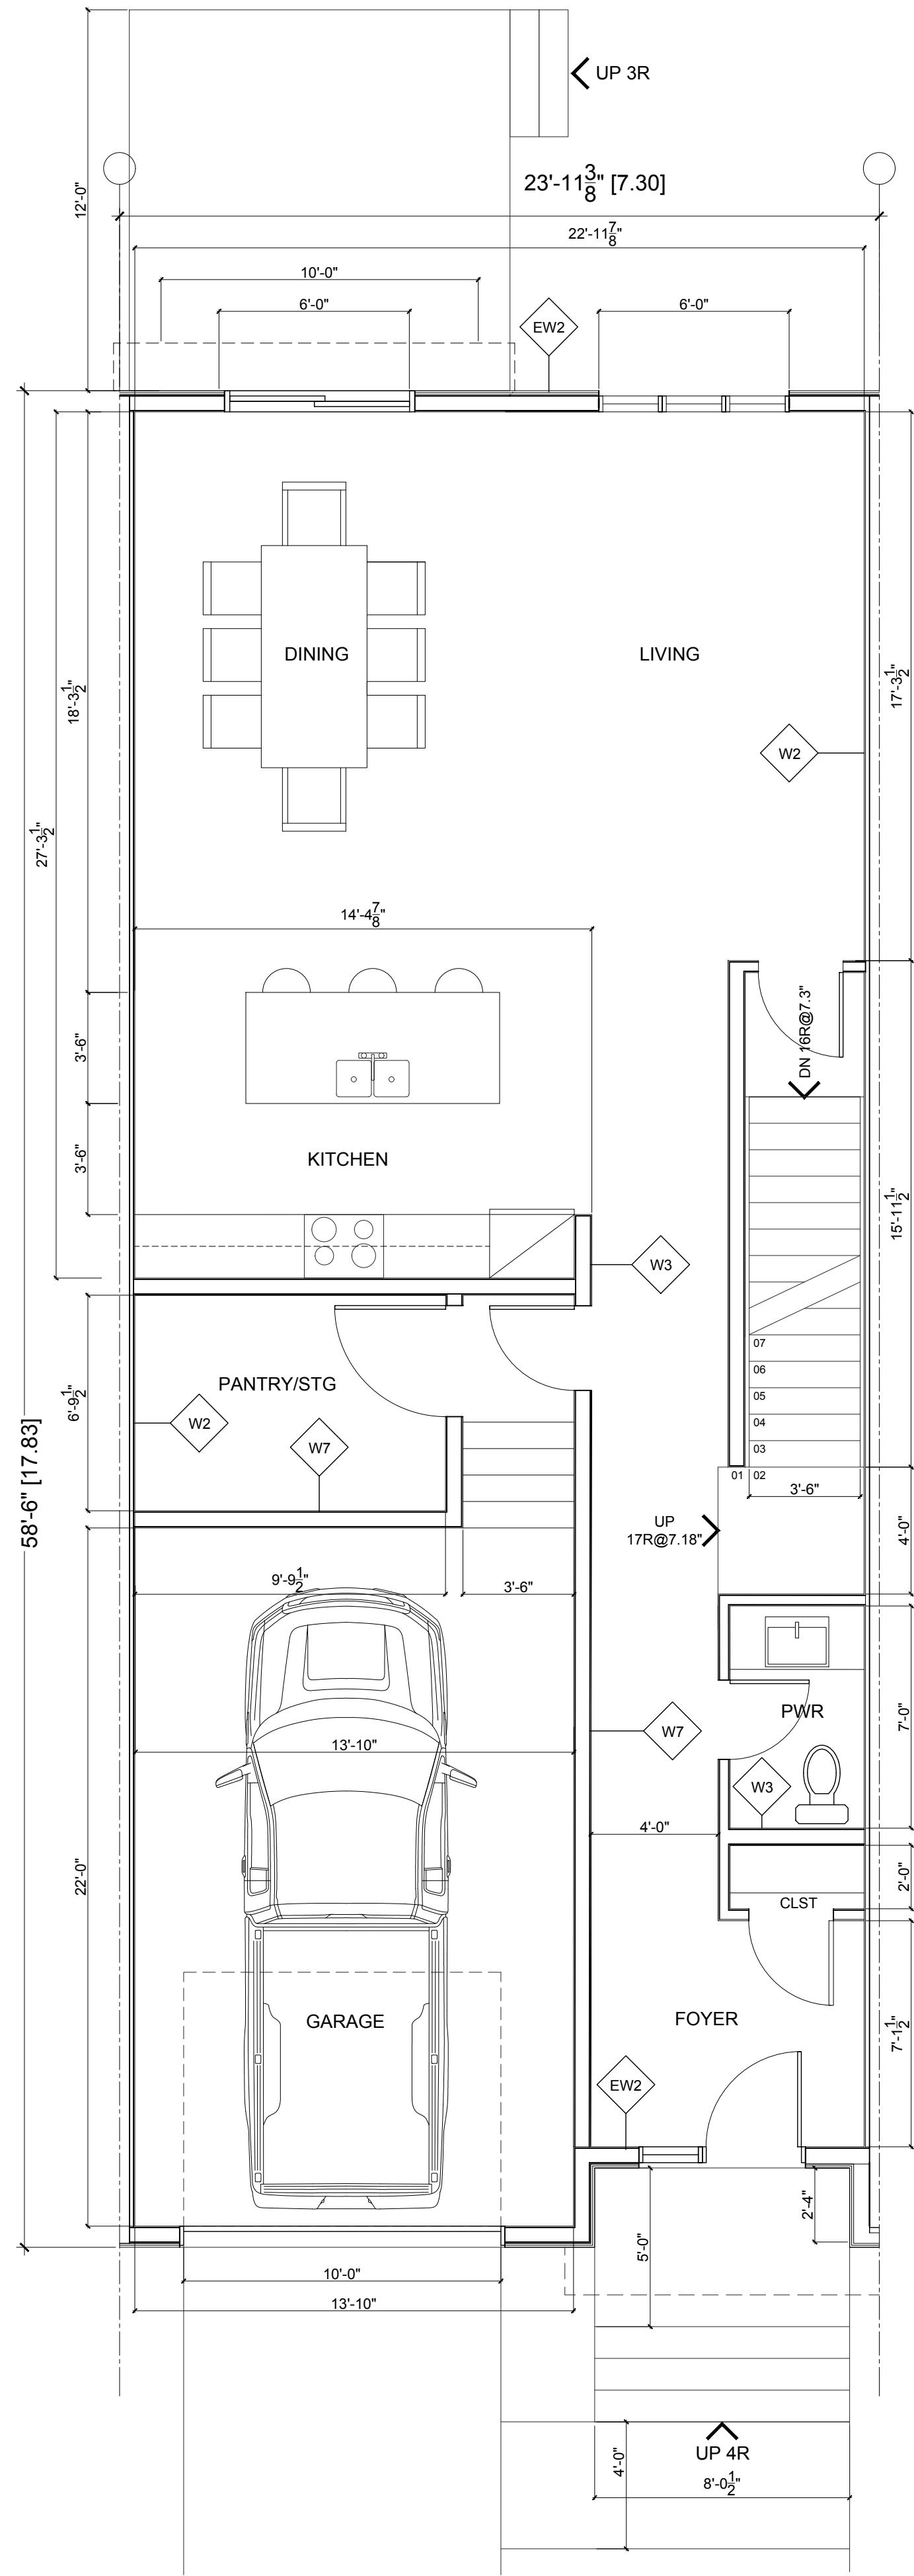 UP 3R
23'-11 3/8" [7.30]
12'-0"
22'-11 7/8"
10'-0"
6'-0"
6'-0"
EW2
DINING
LIVING
18'-3 1/2"
17'-3 1/2"
W2
27'-3 1/2"
14'-4 7/8"
DN 16R@7.3"
3'-6"
KITCHEN
3'-6"
15'-11 1/2"
W3
07
06
05
04
03
01
02
PANTRY/STG
6'-9 1/2"
W2
W7
58'-6" [17.83]
3'-6"
UP
17R@7.18"
4'-0"
9'-9 1/2"
3'-6"
PWR
7'-0"
W7
13'-10"
W3
4'-0"
22'-0"
2'-0"
CLST
GARAGE
FOYER
7'-1 1/2"
EW2
2'-4"
5'-0"
10'-0"
13'-10"
UP 4R
4'-0"
8'-0 1/2"